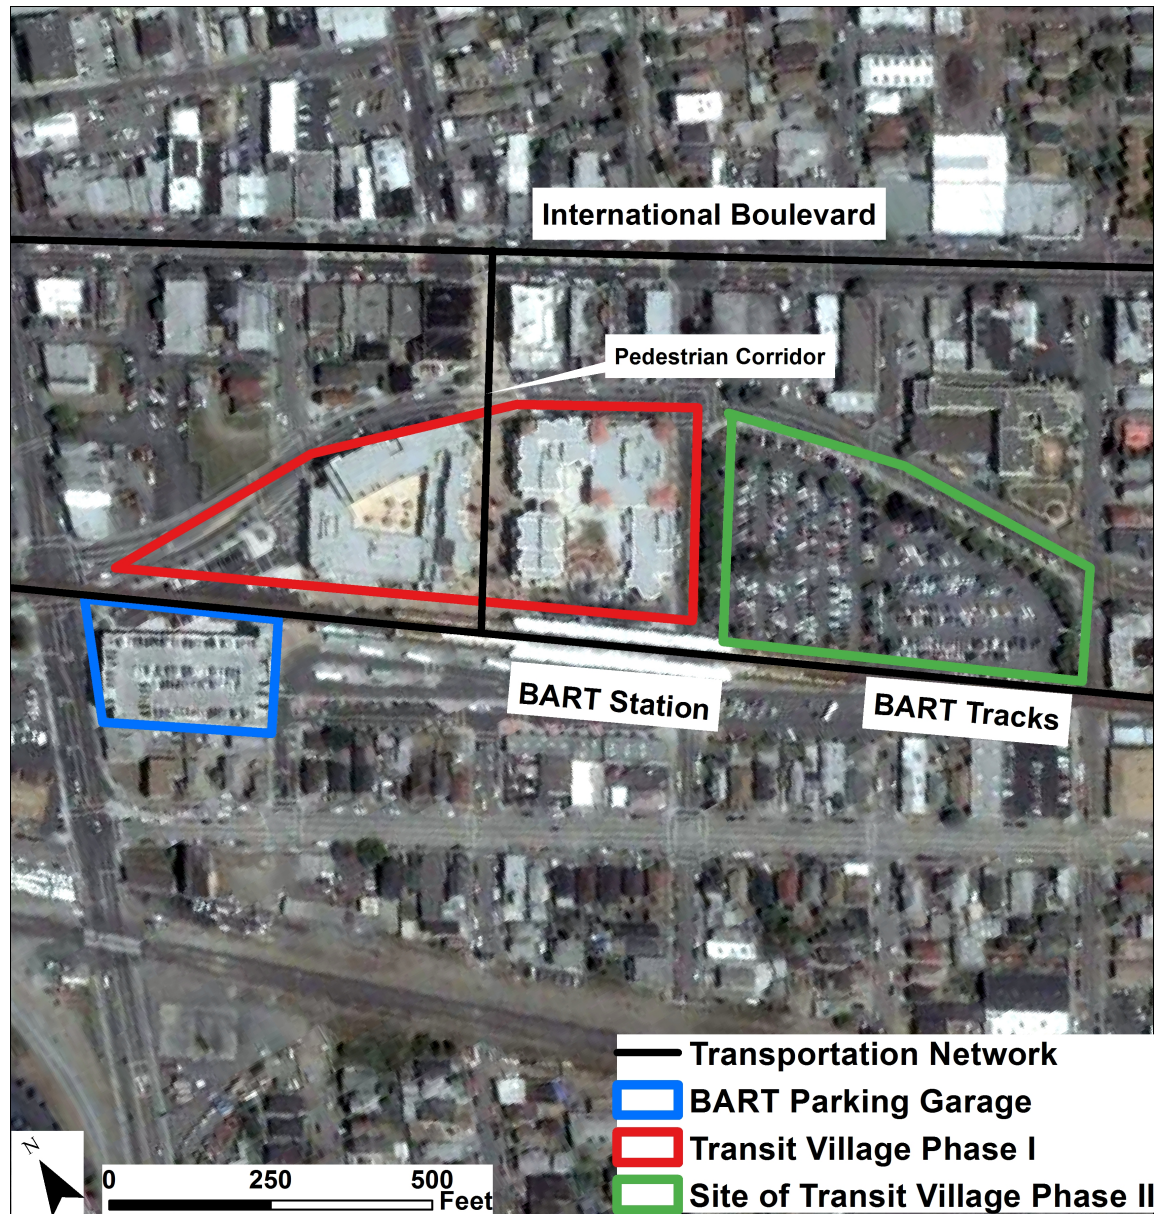 International Boulevard
Pedestrian Corridor
BART Station
BART Tracks
Transportation Network
BART Parking Garage
Transit Village Phase I
Site of Transit Village Phase II
N
0 250 500
Feet